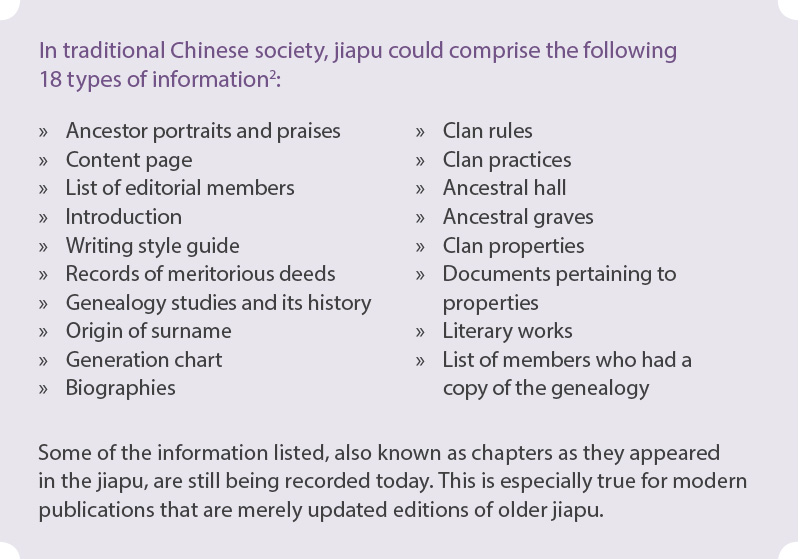 In traditional Chinese society, jiapu could comprise the following
18 types of information²:
» Ancestor portraits and praises
» Content page
» List of editorial members
» Introduction
» Writing style guide
» Records of meritorious deeds
» Genealogy studies and its history
» Origin of surname
» Generation chart
» Biographies
» Clan rules
» Clan practices
» Ancestral hall
» Ancestral graves
» Clan properties
» Documents pertaining to
properties
» Literary works
» List of members who had a
copy of the genealogy
Some of the information listed, also known as chapters as they appeared
in the jiapu, are still being recorded today. This is especially true for modern
publications that are merely updated editions of older jiapu.